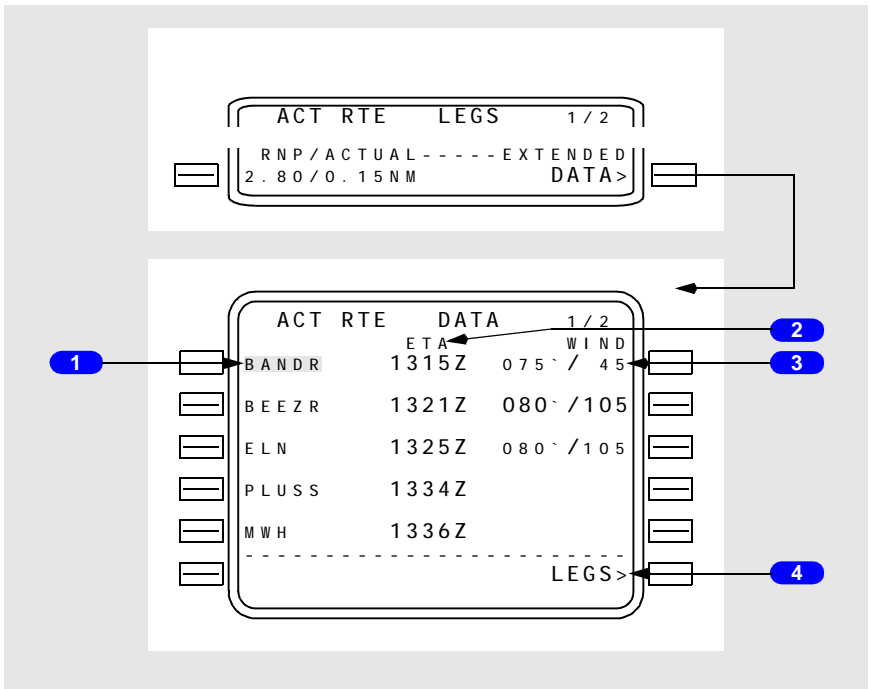 ACT RTE LEGS 1/2
RNP/ACTUAL-----EXTENDED
2.80/0.15NM DATA>
ACT RTE DATA 1/2
2
ETA WIND
1 BANDR 1315Z 075`/ 45 3
BEEZR 1321Z 080`/105
ELN 1325Z 080`/105
PLUSS 1334Z
MWH 1336Z
------------------------
LEGS> 4